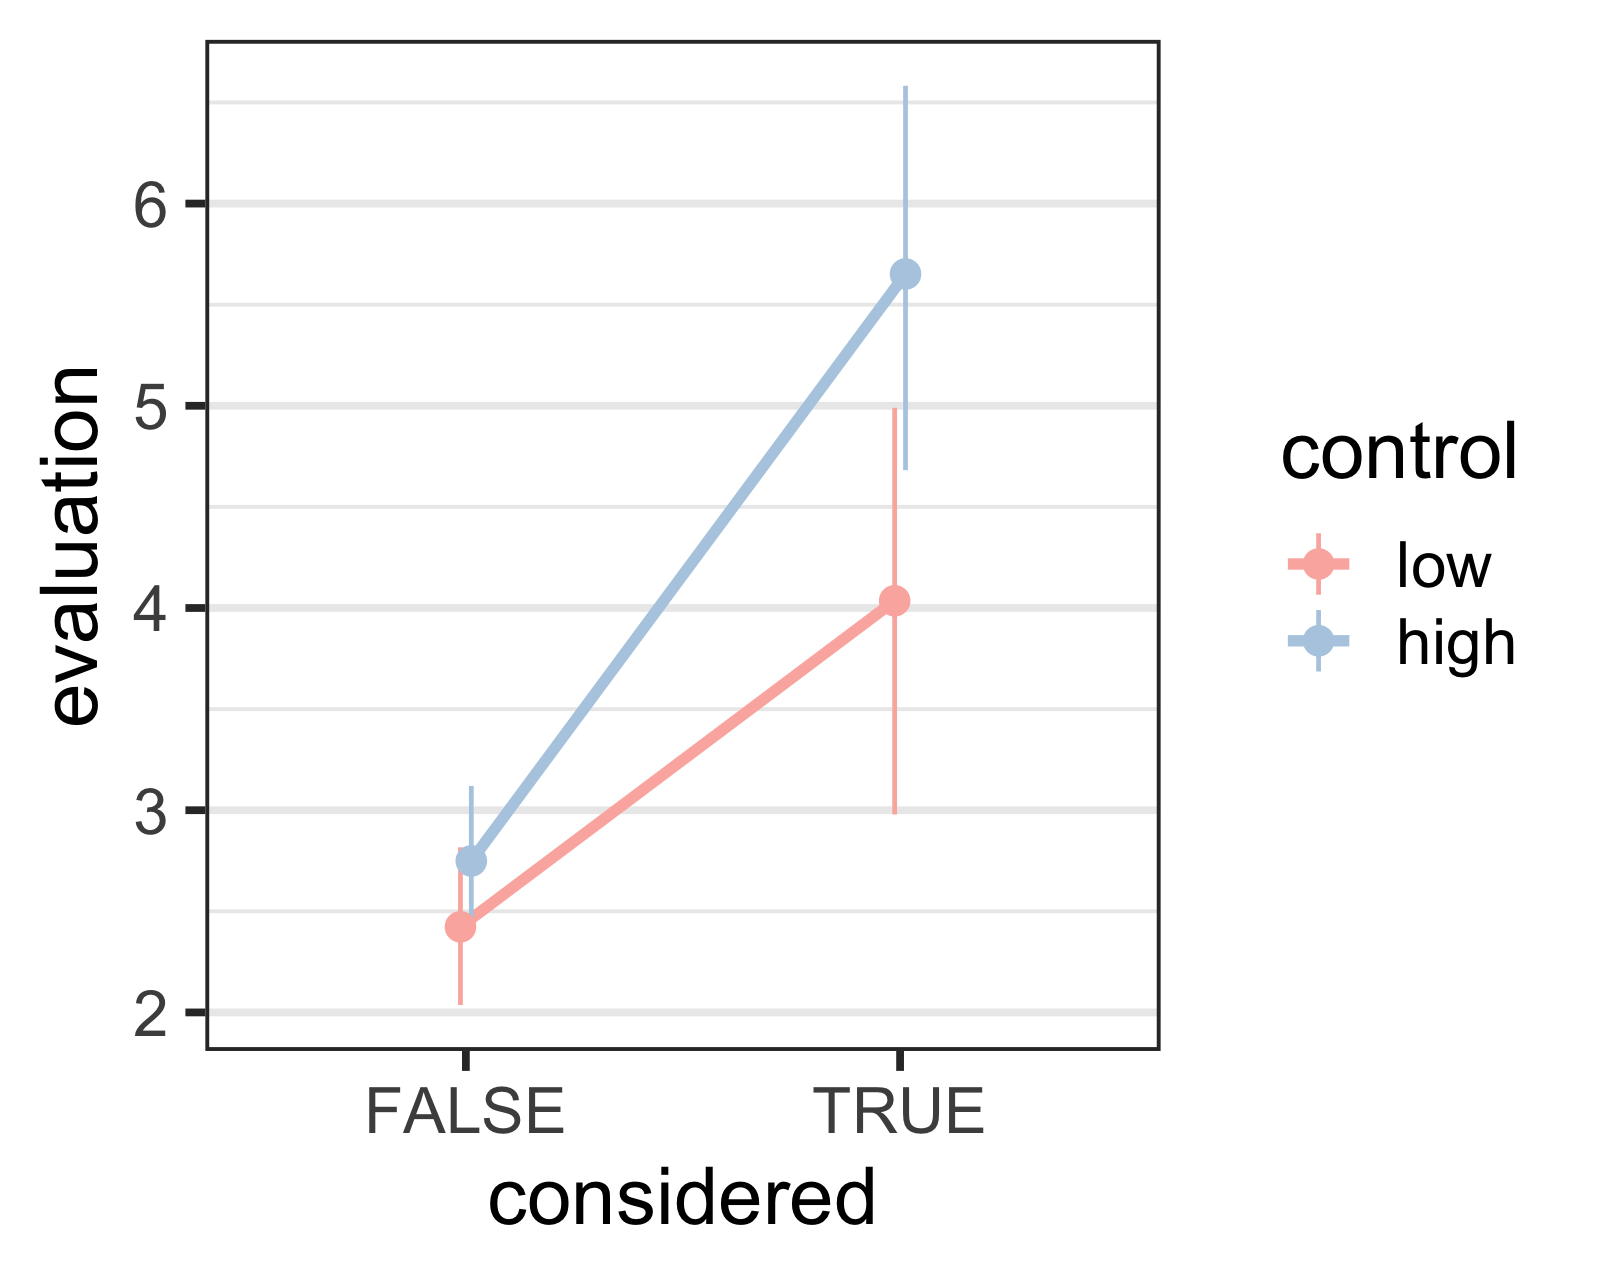 evaluation
6
5
4
3
2
FALSE
TRUE
considered
control
low
high